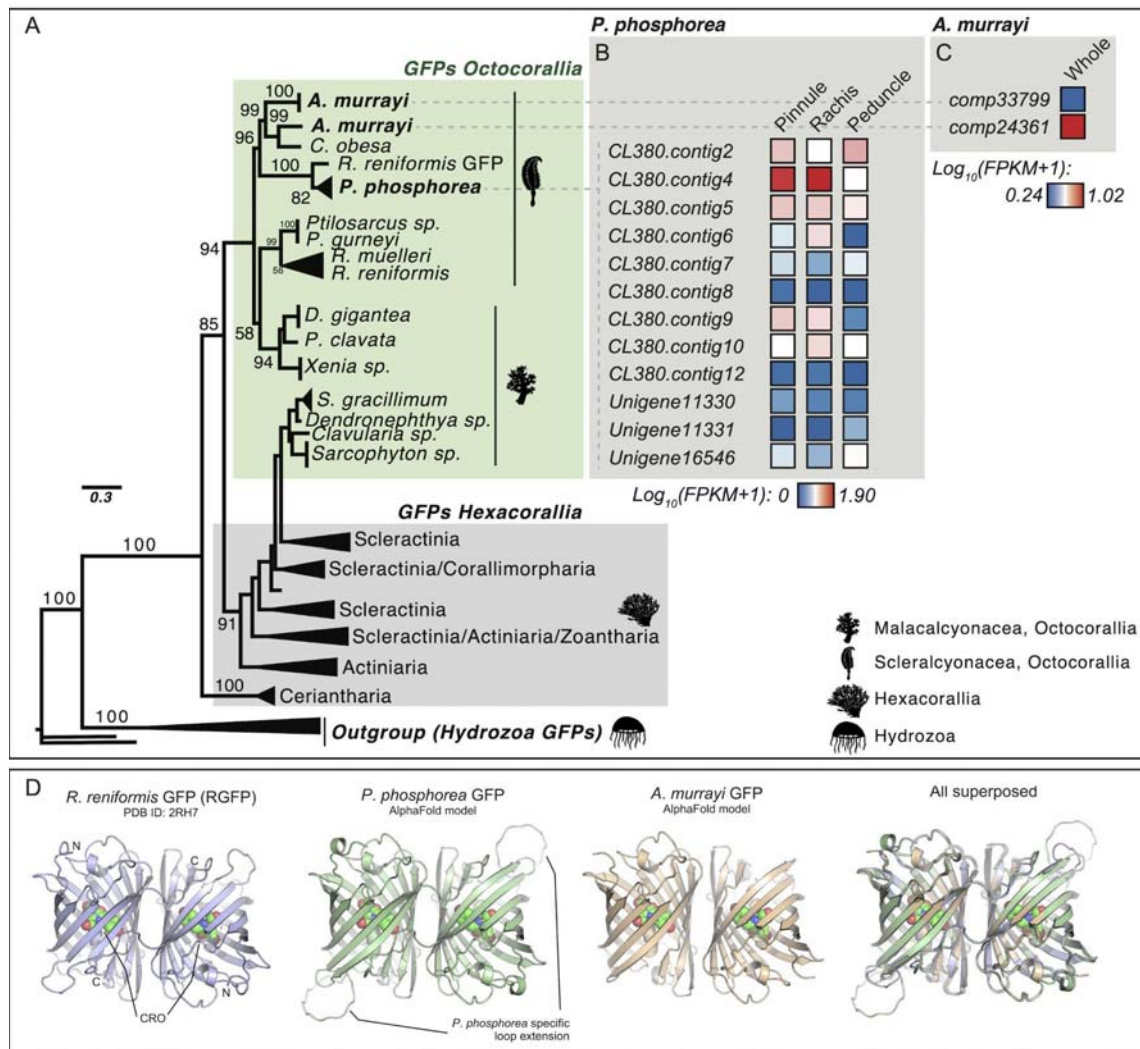 A
P. phosphorea
A. murrayi
GFPs Octocorallia
B
Pinnule
Rachis
Peduncle
C
Whole
100
99
A. murrayi
99
96
A. murrayi
C. obesa
100
R. reniformis GFP
P. phosphorea
82
100
Ptilosarcus sp.
99
P. gurneyi
R. muelleri
56
R. reniformis
94
85
D. gigantea
58
P. clavata
94
Xenia sp.
S. gracillimum
Dendronephthya sp.
Clavularia sp.
Sarcophyton sp.
comp33799
comp24361
Log10(FPKM+1):
0.24
1.02
CL380.contig2
CL380.contig4
CL380.contig5
CL380.contig6
CL380.contig7
CL380.contig8
CL380.contig9
CL380.contig10
CL380.contig12
Unigene11330
Unigene11331
Unigene16546
Log10(FPKM+1): 0 1.90
0.3
GFPs Hexacorallia
100
Scleractinia
Scleractinia/Corallimorpharia
100
Scleractinia
91
Scleractinia/Actiniaria/Zoantharia
Actiniaria
100
Ceriantharia
100
Outgroup (Hydrozoa GFPs)
Malacalcyonacea, Octocorallia
Scleralcyonacea, Octocorallia
Hexacorallia
Hydrozoa
D
R. reniformis GFP (RGFP)
PDB ID: 2RH7
P. phosphorea GFP
AlphaFold model
A. murrayi GFP
AlphaFold model
All superposed
N
C
C
N
CRO
P. phosphorea specific
loop extension